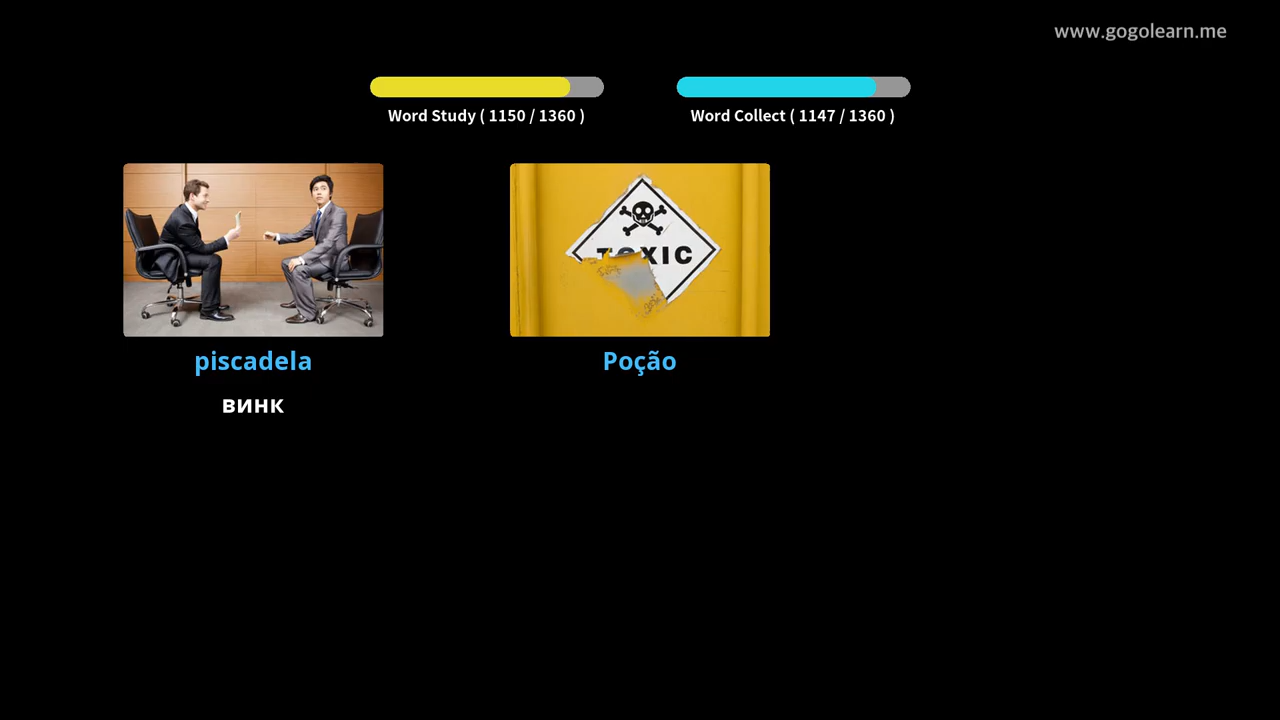 www.gogolearn.me
Word Study ( 1150 / 1360 )
Word Collect ( 1147 / 1360 )
TOXIC
piscadela
Poção
винк